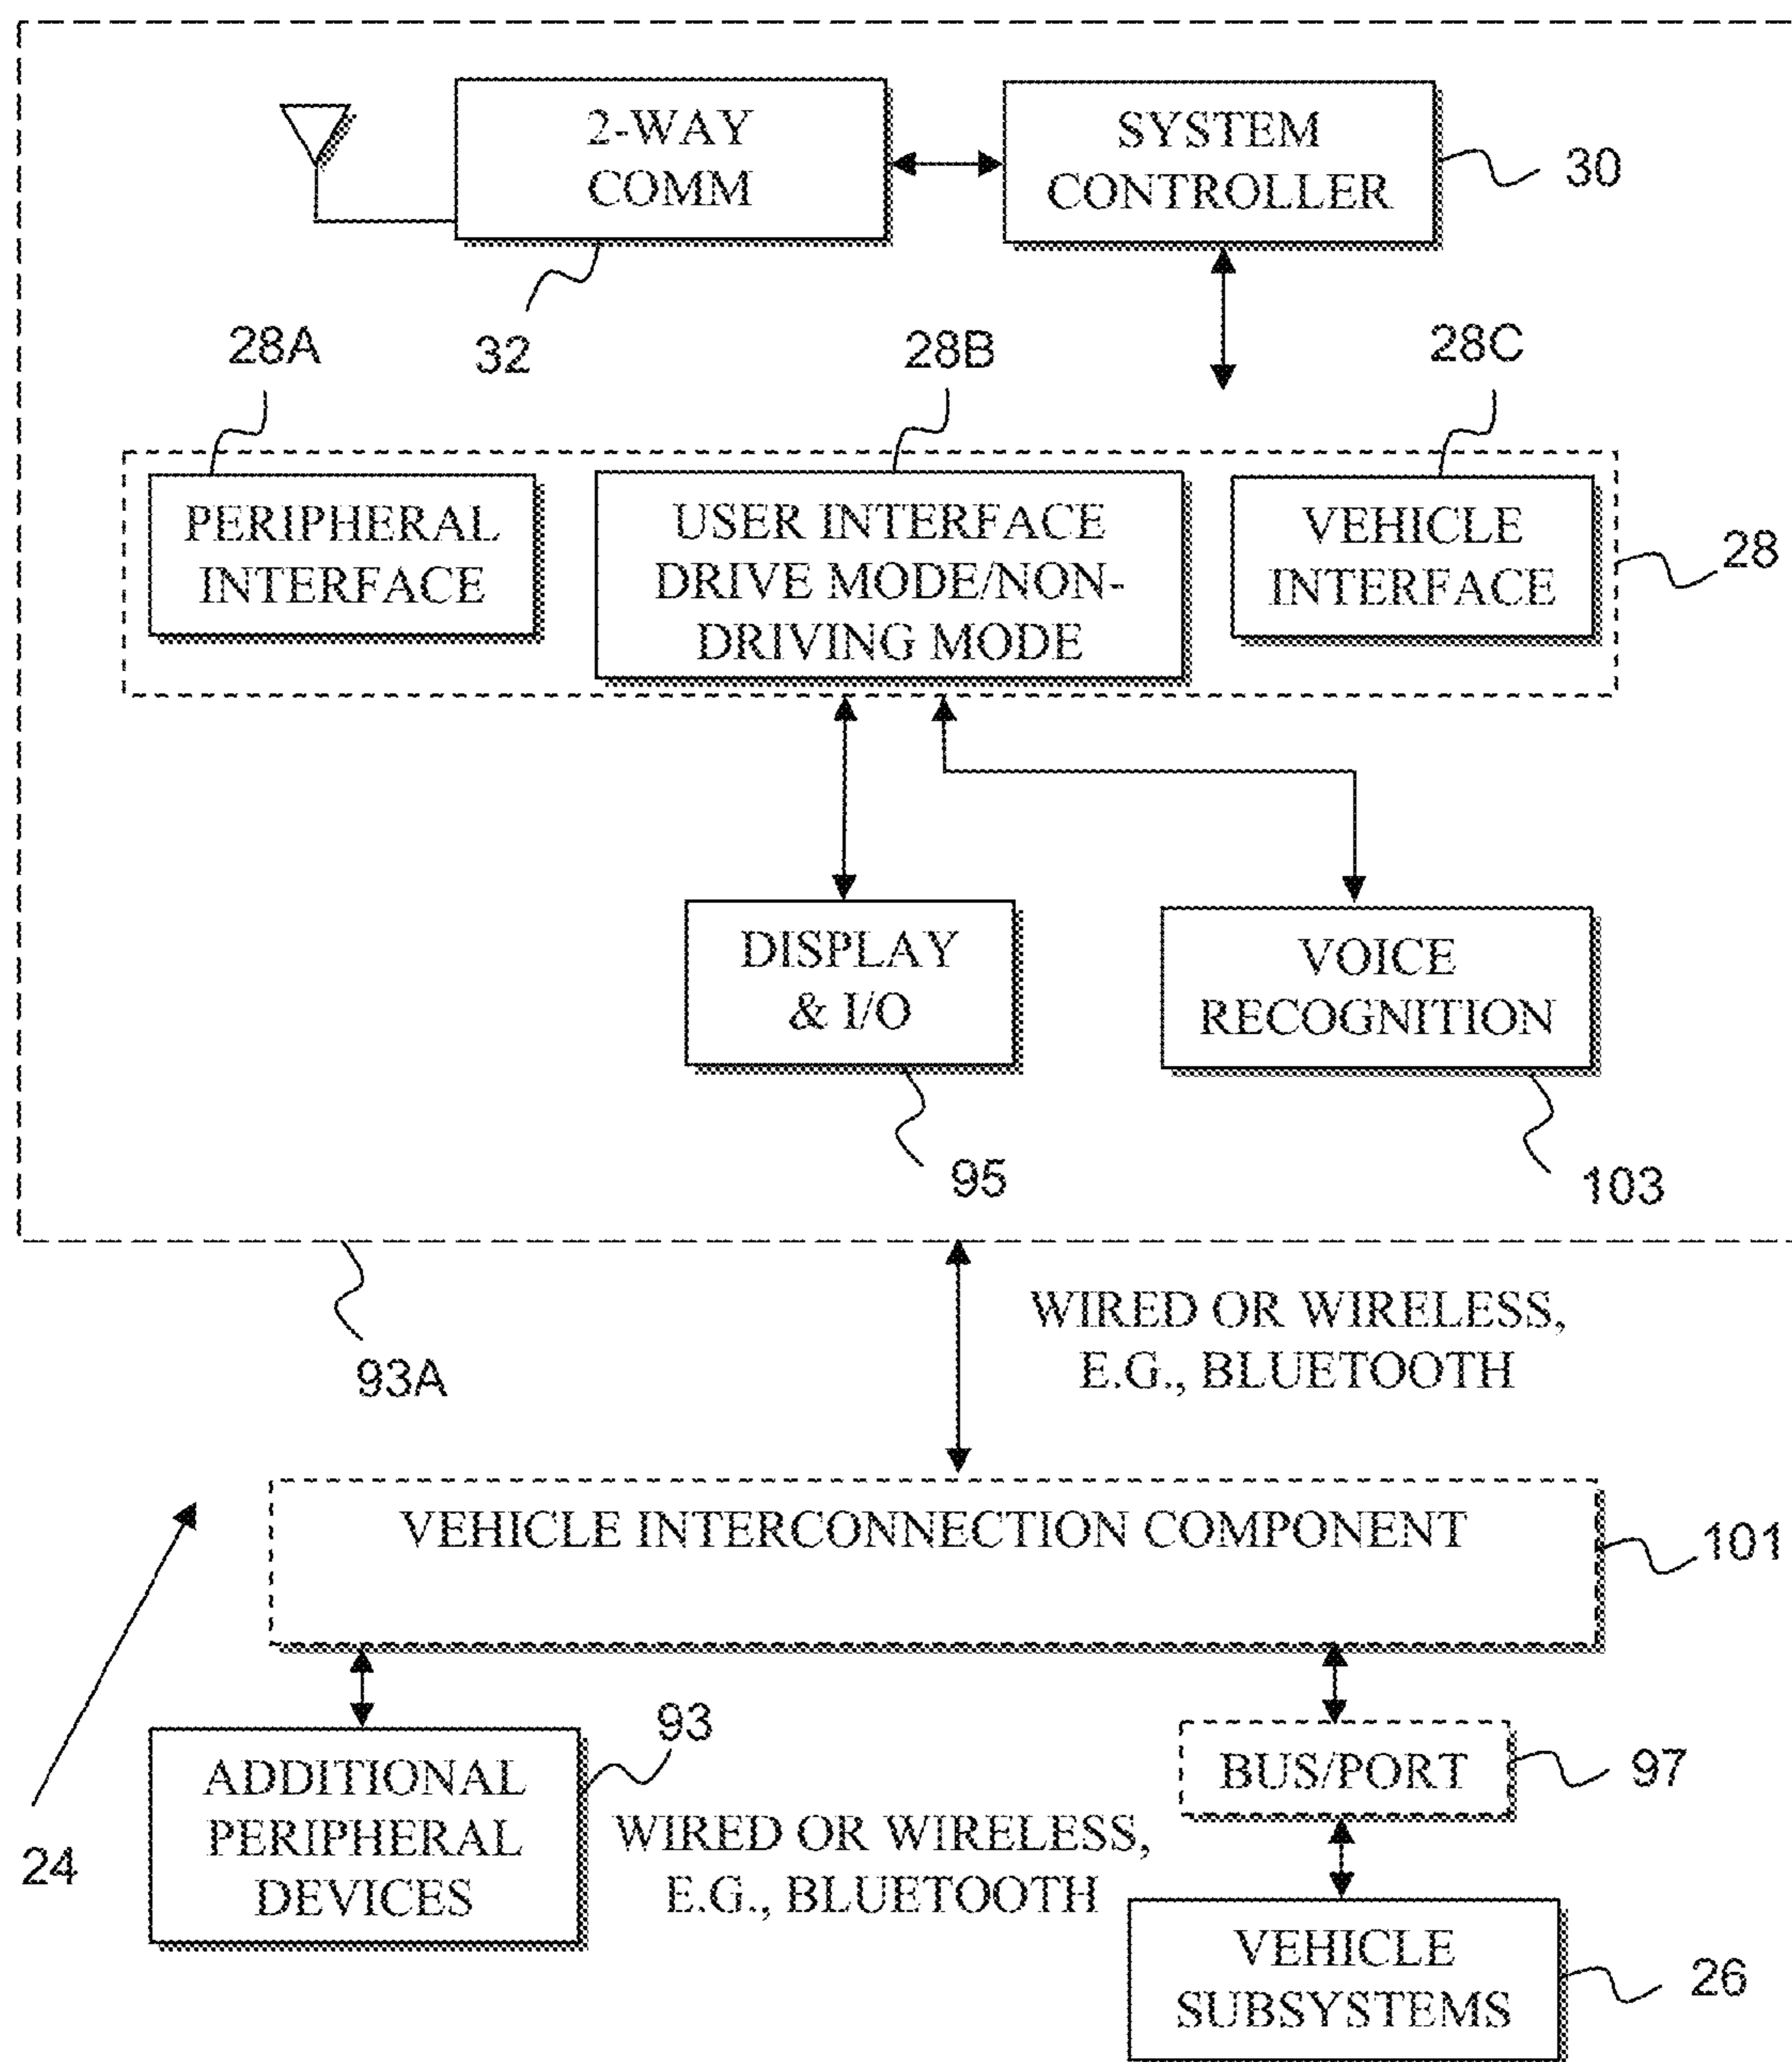 2-WAY
COMM
SYSTEM
CONTROLLER
30
32
28A
28B
28C
PERIPHERAL
INTERFACE
USER INTERFACE
DRIVE MODE/NON-
DRIVING MODE
VEHICLE
INTERFACE
28
DISPLAY
& I/O
VOICE
RECOGNITION
95
103
WIRED OR WIRELESS,
E.G., BLUETOOTH
93A
VEHICLE INTERCONNECTION COMPONENT
101
93
ADDITIONAL
PERIPHERAL
DEVICES
WIRED OR WIRELESS,
E.G., BLUETOOTH
BUS/PORT
97
24
VEHICLE
SUBSYSTEMS
26